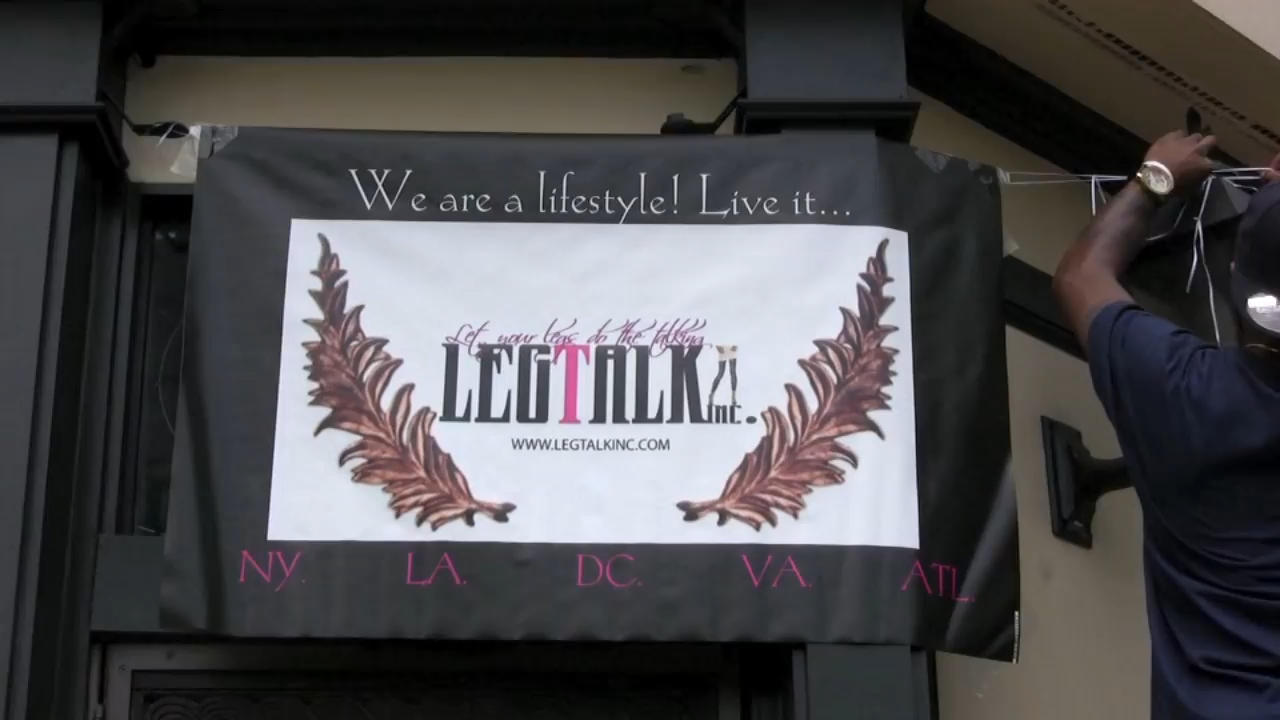 We are a lifestyle! Live it...
Let your legs do the talking
LEGTALK INC.
WWW.LEGTALKINC.COM
NY. LA. DC. VA. ATL.